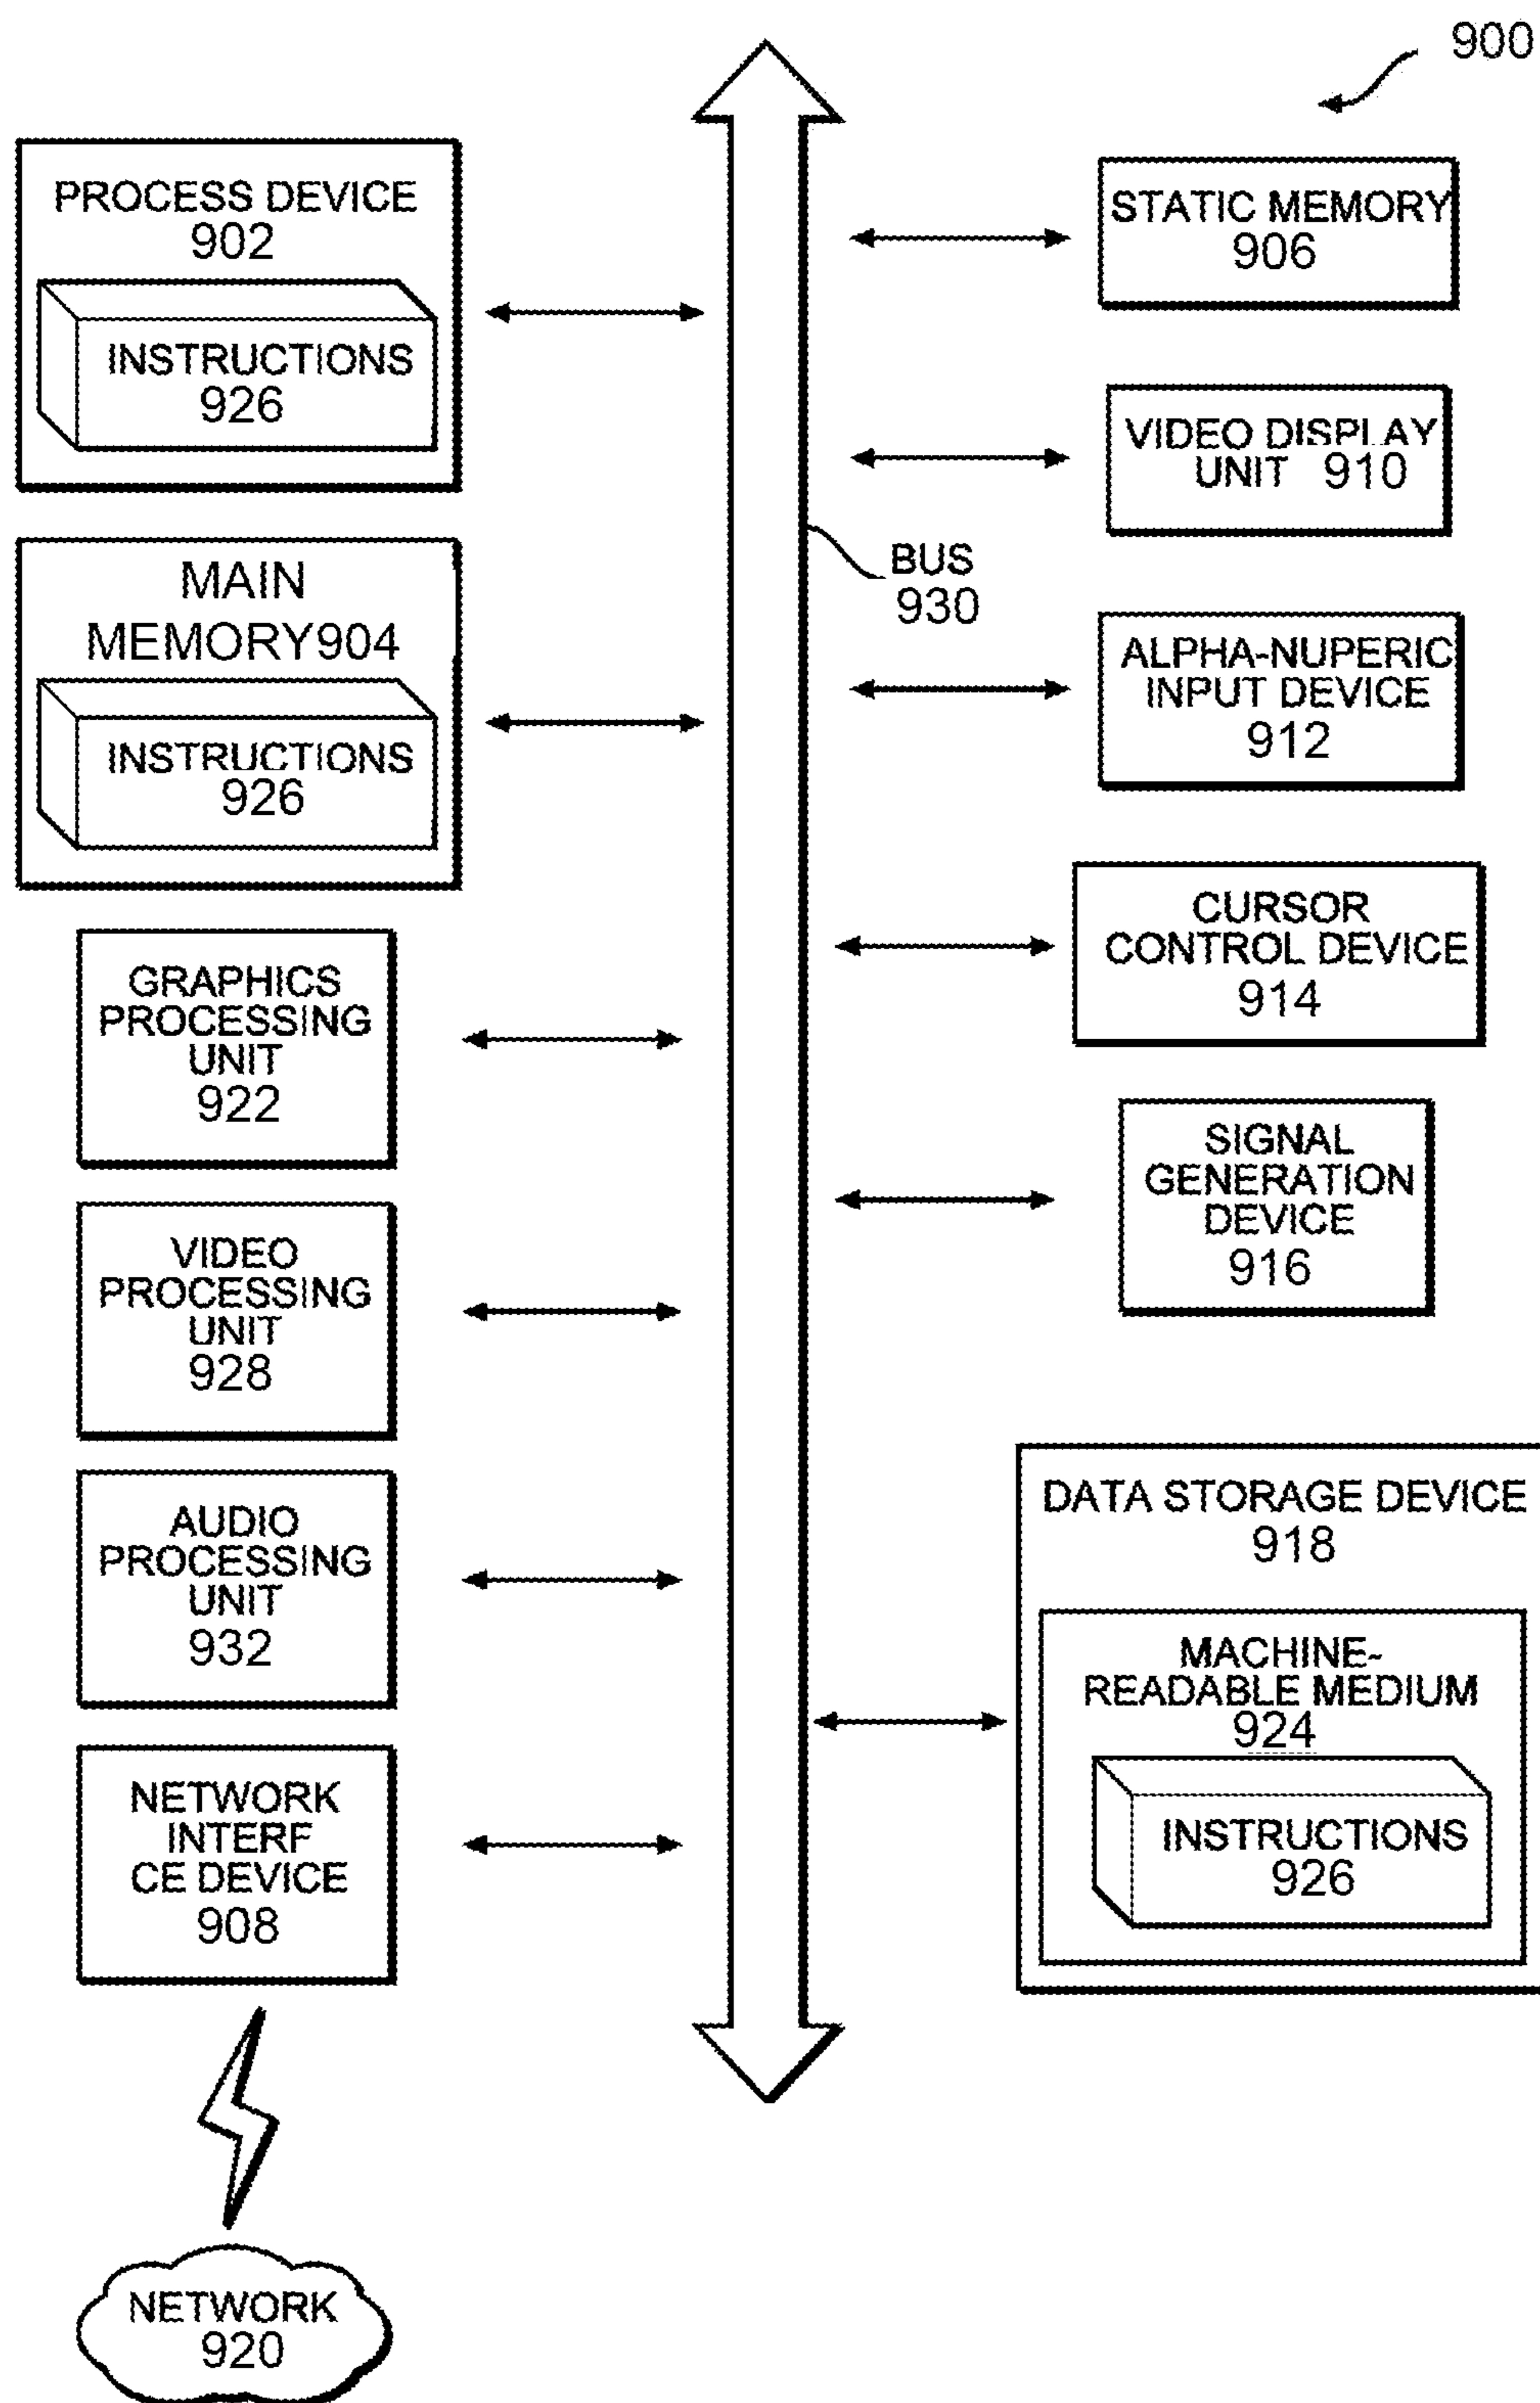 900
PROCESS DEVICE
902
INSTRUCTIONS
926
MAIN
MEMORY904
INSTRUCTIONS
926
GRAPHICS
PROCESSING
UNIT
922
VIDEO
PROCESSING
UNIT
928
AUDIO
PROCESSING
UNIT
932
NETWORK
INTERF
CE DEVICE
908
NETWORK
920
BUS
930
STATIC MEMORY
906
VIDEO DISPLAY
UNIT 910
ALPHA-NUPERIC
INPUT DEVICE
912
CURSOR
CONTROL DEVICE
914
SIGNAL
GENERATION
DEVICE
916
DATA STORAGE DEVICE
918
MACHINE-
READABLE MEDIUM
924
INSTRUCTIONS
926